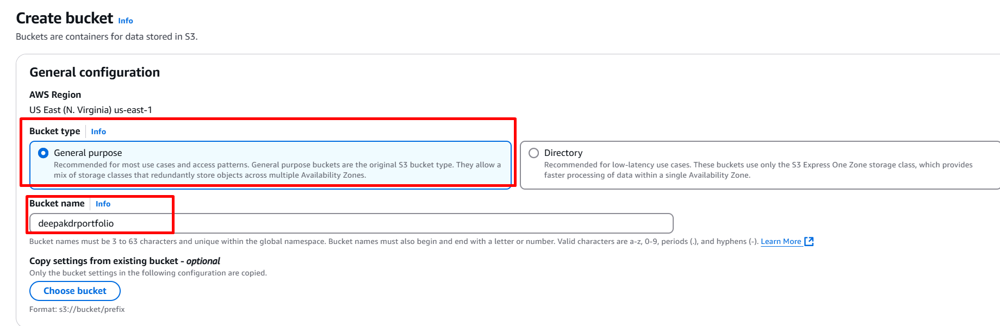 Create bucket Info
Buckets are containers for data stored in S3.
General configuration
AWS Region
US East (N. Virginia) us-east-1
Bucket type Info
General purpose
Recommended for most use cases and access patterns. General purpose buckets are the original S3 bucket type. They allow a
mix of storage classes that redundantly store objects across multiple Availability Zones.
Directory
Recommended for low-latency use cases. These buckets use only the S3 Express One Zone storage class, which provides
faster processing of data within a single Availability Zone.
Bucket name Info
deepakdrportfolio
Bucket names must be 3 to 63 characters and unique within the global namespace. Bucket names must also begin and end with a letter or number. Valid characters are a-z, 0-9, periods (.), and hyphens (-). Learn More
Copy settings from existing bucket - optional
Only the bucket settings in the following configuration are copied.
Choose bucket
Format: s3://bucket/prefix